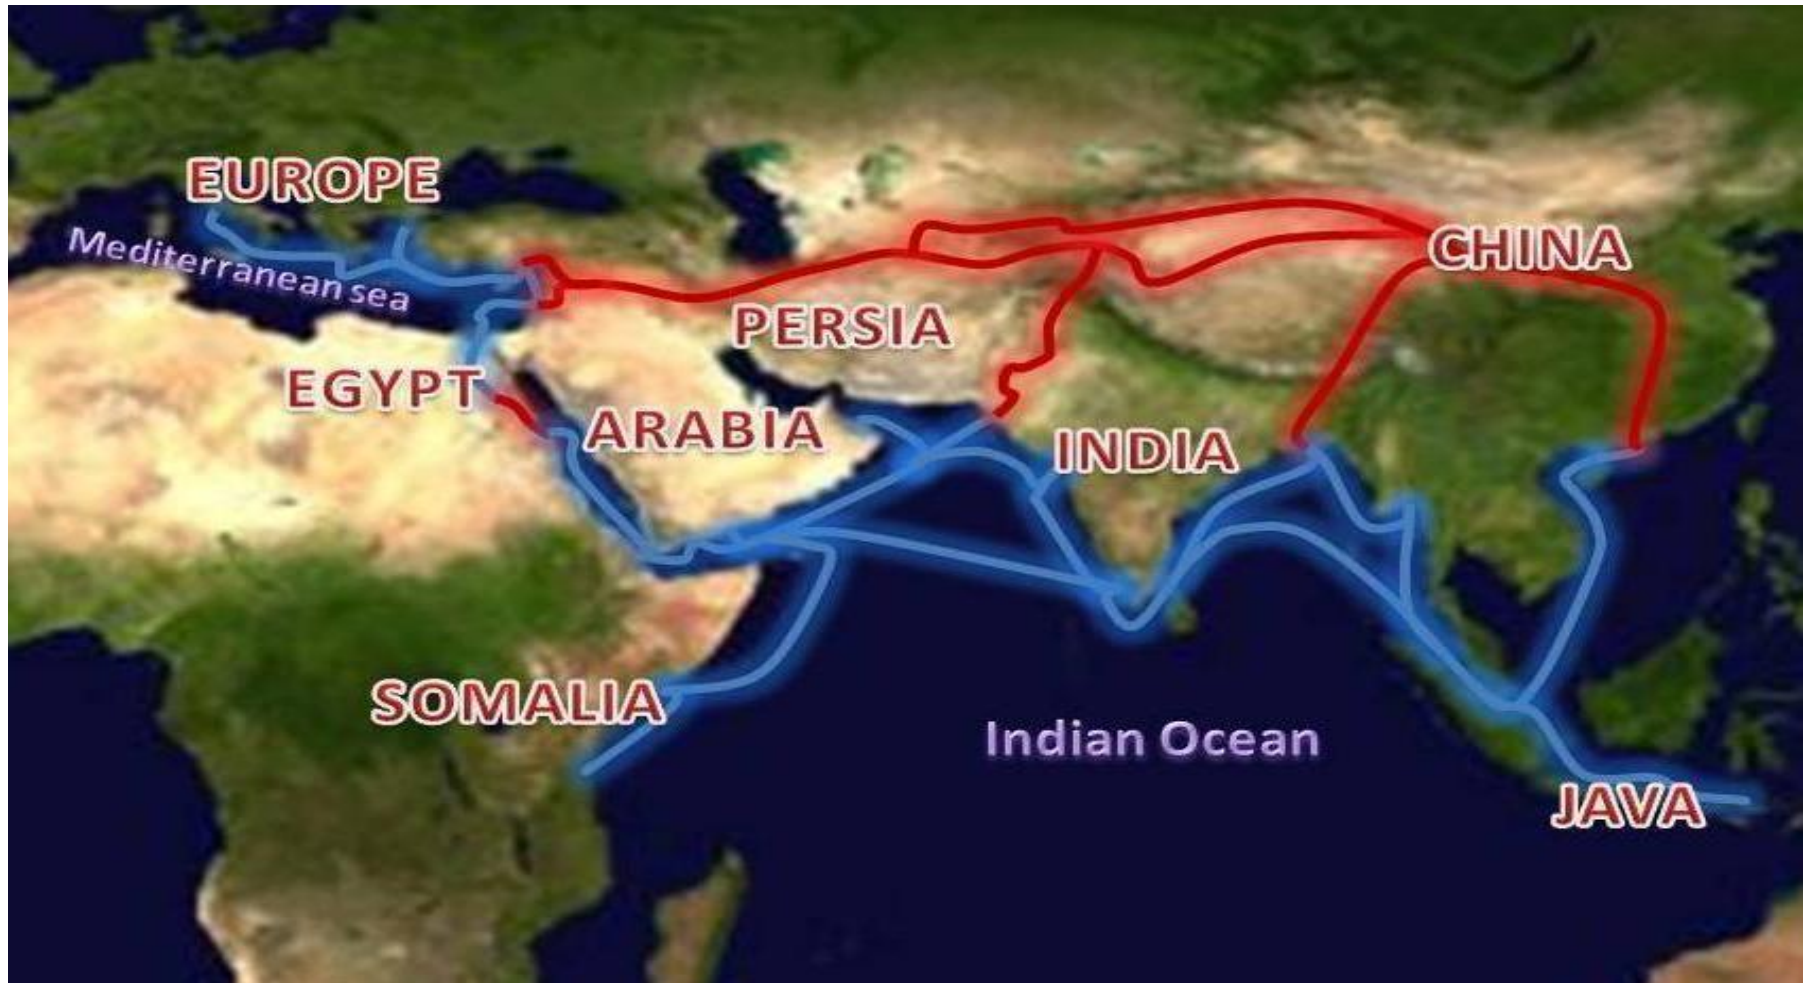 EUROPE
Mediterranean sea
CHINA
PERSIA
EGYPT
ARABIA
INDIA
SOMALIA
Indian Ocean
JAVA